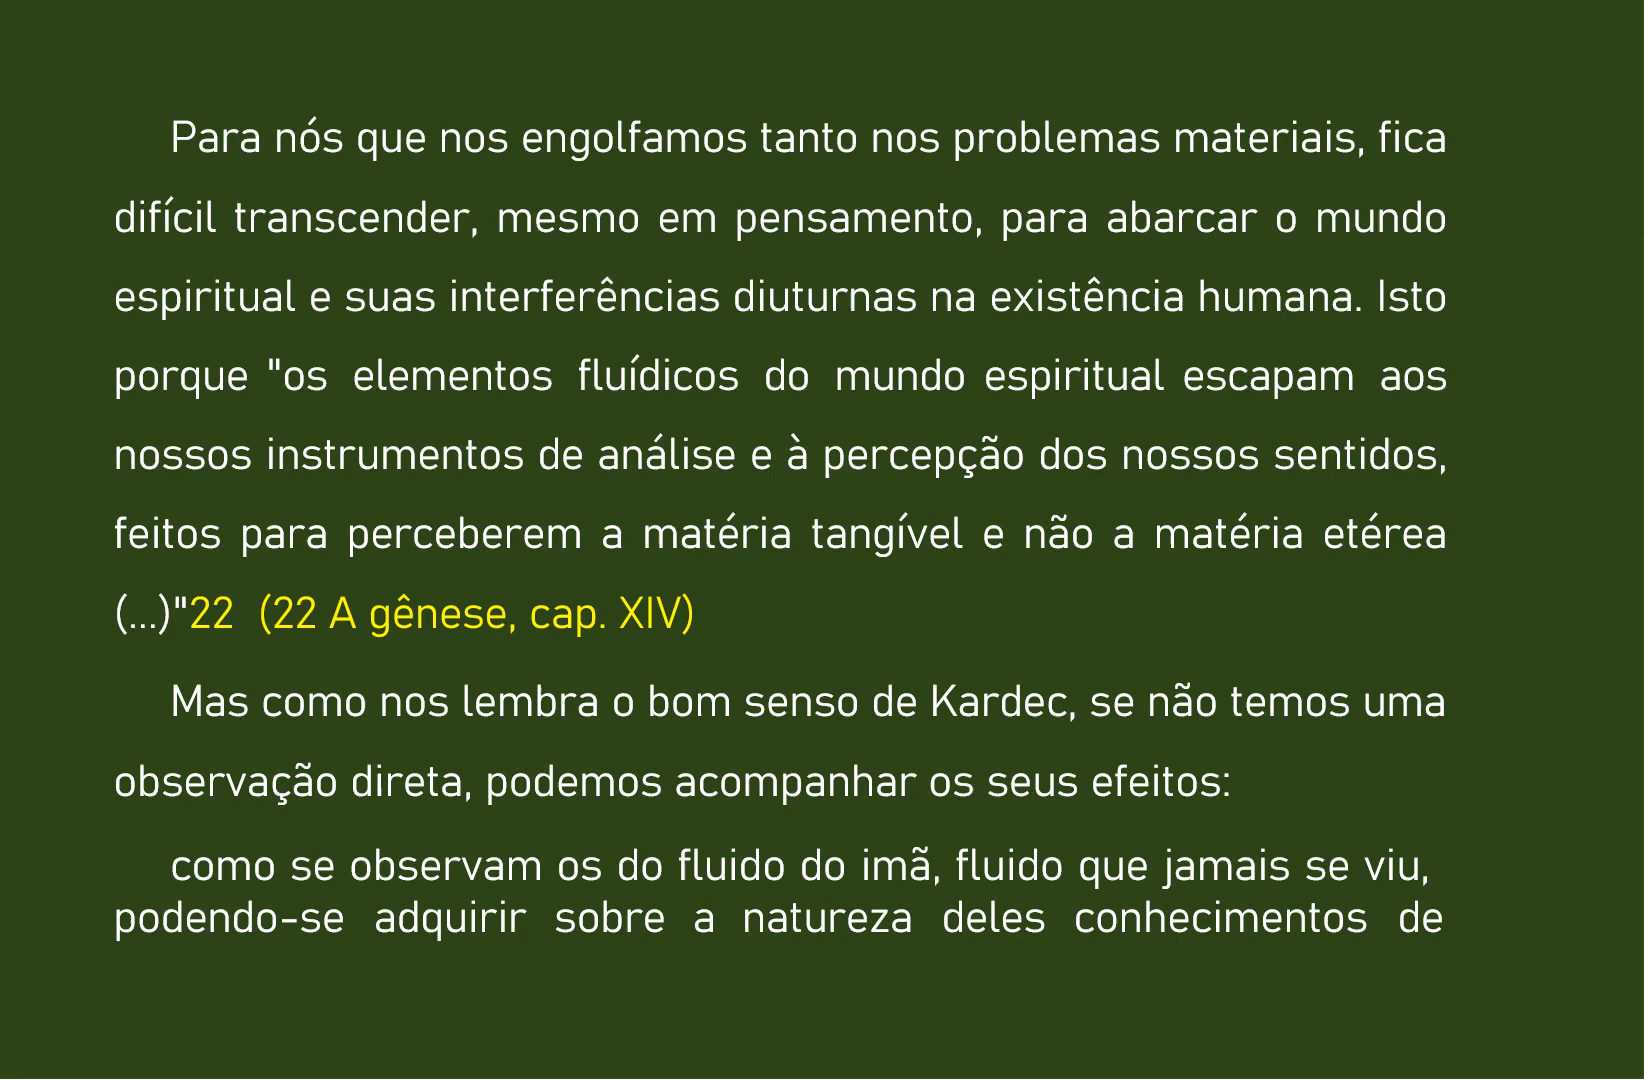 Para nós que nos engolfamos tanto nos problemas materiais, fica
difícil transcender, mesmo em pensamento, para abarcar o mundo
espiritual e suas interferências diuturnas na existência humana. Isto
porque "os elementos fluídicos do mundo espiritual escapam aos
nossos instrumentos de análise e à percepção dos nossos sentidos,
feitos para perceberem a matéria tangível e não a matéria etérea
(...)"22 (22 A gênese, cap. XIV)
Mas como nos lembra o bom senso de Kardec, se não temos uma
observação direta, podemos acompanhar os seus efeitos:
como se observam os do fluido do imã, fluido que jamais se viu,
podendo-se adquirir sobre a natureza deles conhecimentos de